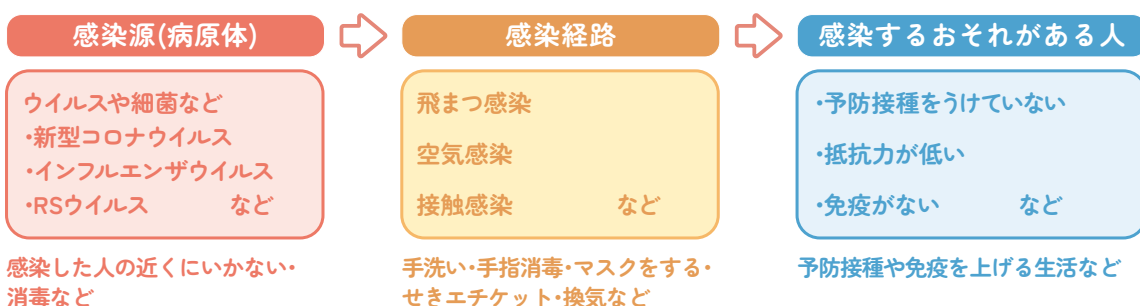 感染源(病原体)
ウイルスや細菌など
・新型コロナウイルス
・インフルエンザウイルス
・RSウイルス など
感染した人の近くにいかない・
消毒など
感染経路
飛まつ感染
空気感染
接触感染 など
手洗い・手指消毒・マスクをする・
せきエチケット・換気など
感染するおそれがある人
・予防接種をうけていない
・抵抗力が低い
・免疫がない など
予防接種や免疫を上げる生活など